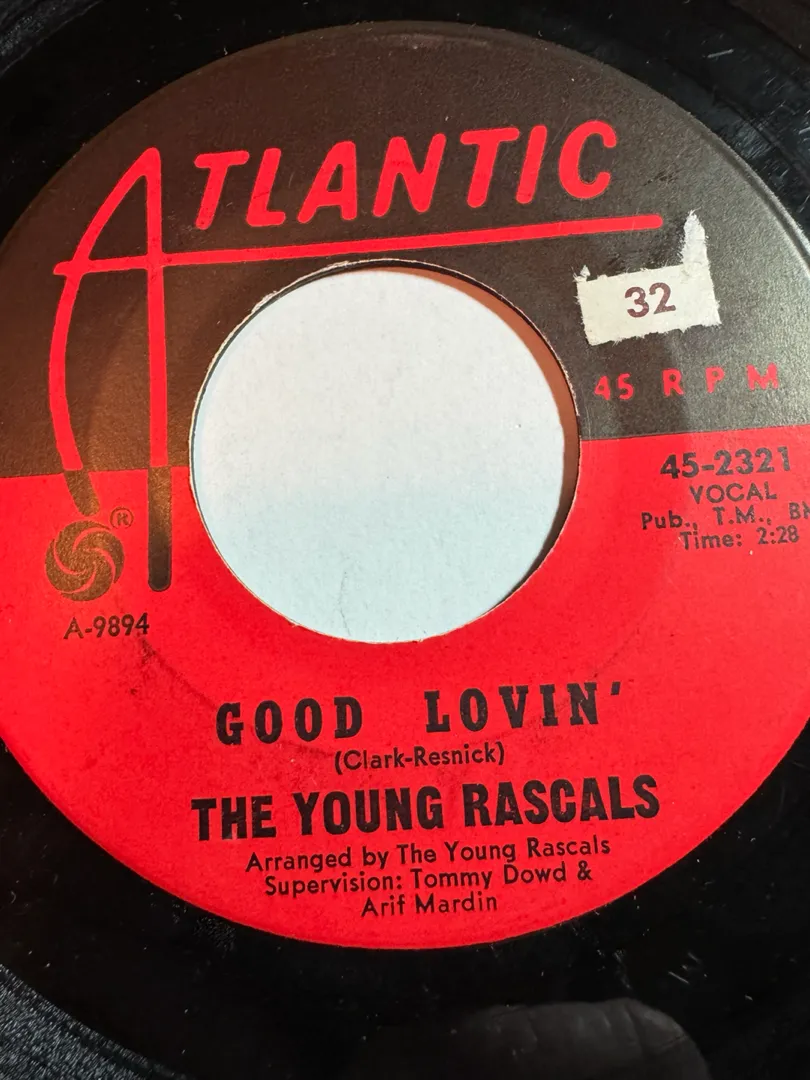 ATLANTIC
32
45 RPM
45-2321
VOCAL
Pub., T.M.,
Time: 2:28
®
A-9894
GOOD LOVIN'
(Clark-Resnick)
THE YOUNG RASCALS
Arranged by The Young Rascals
Supervision: Tommy Dowd &
Arif Mardin